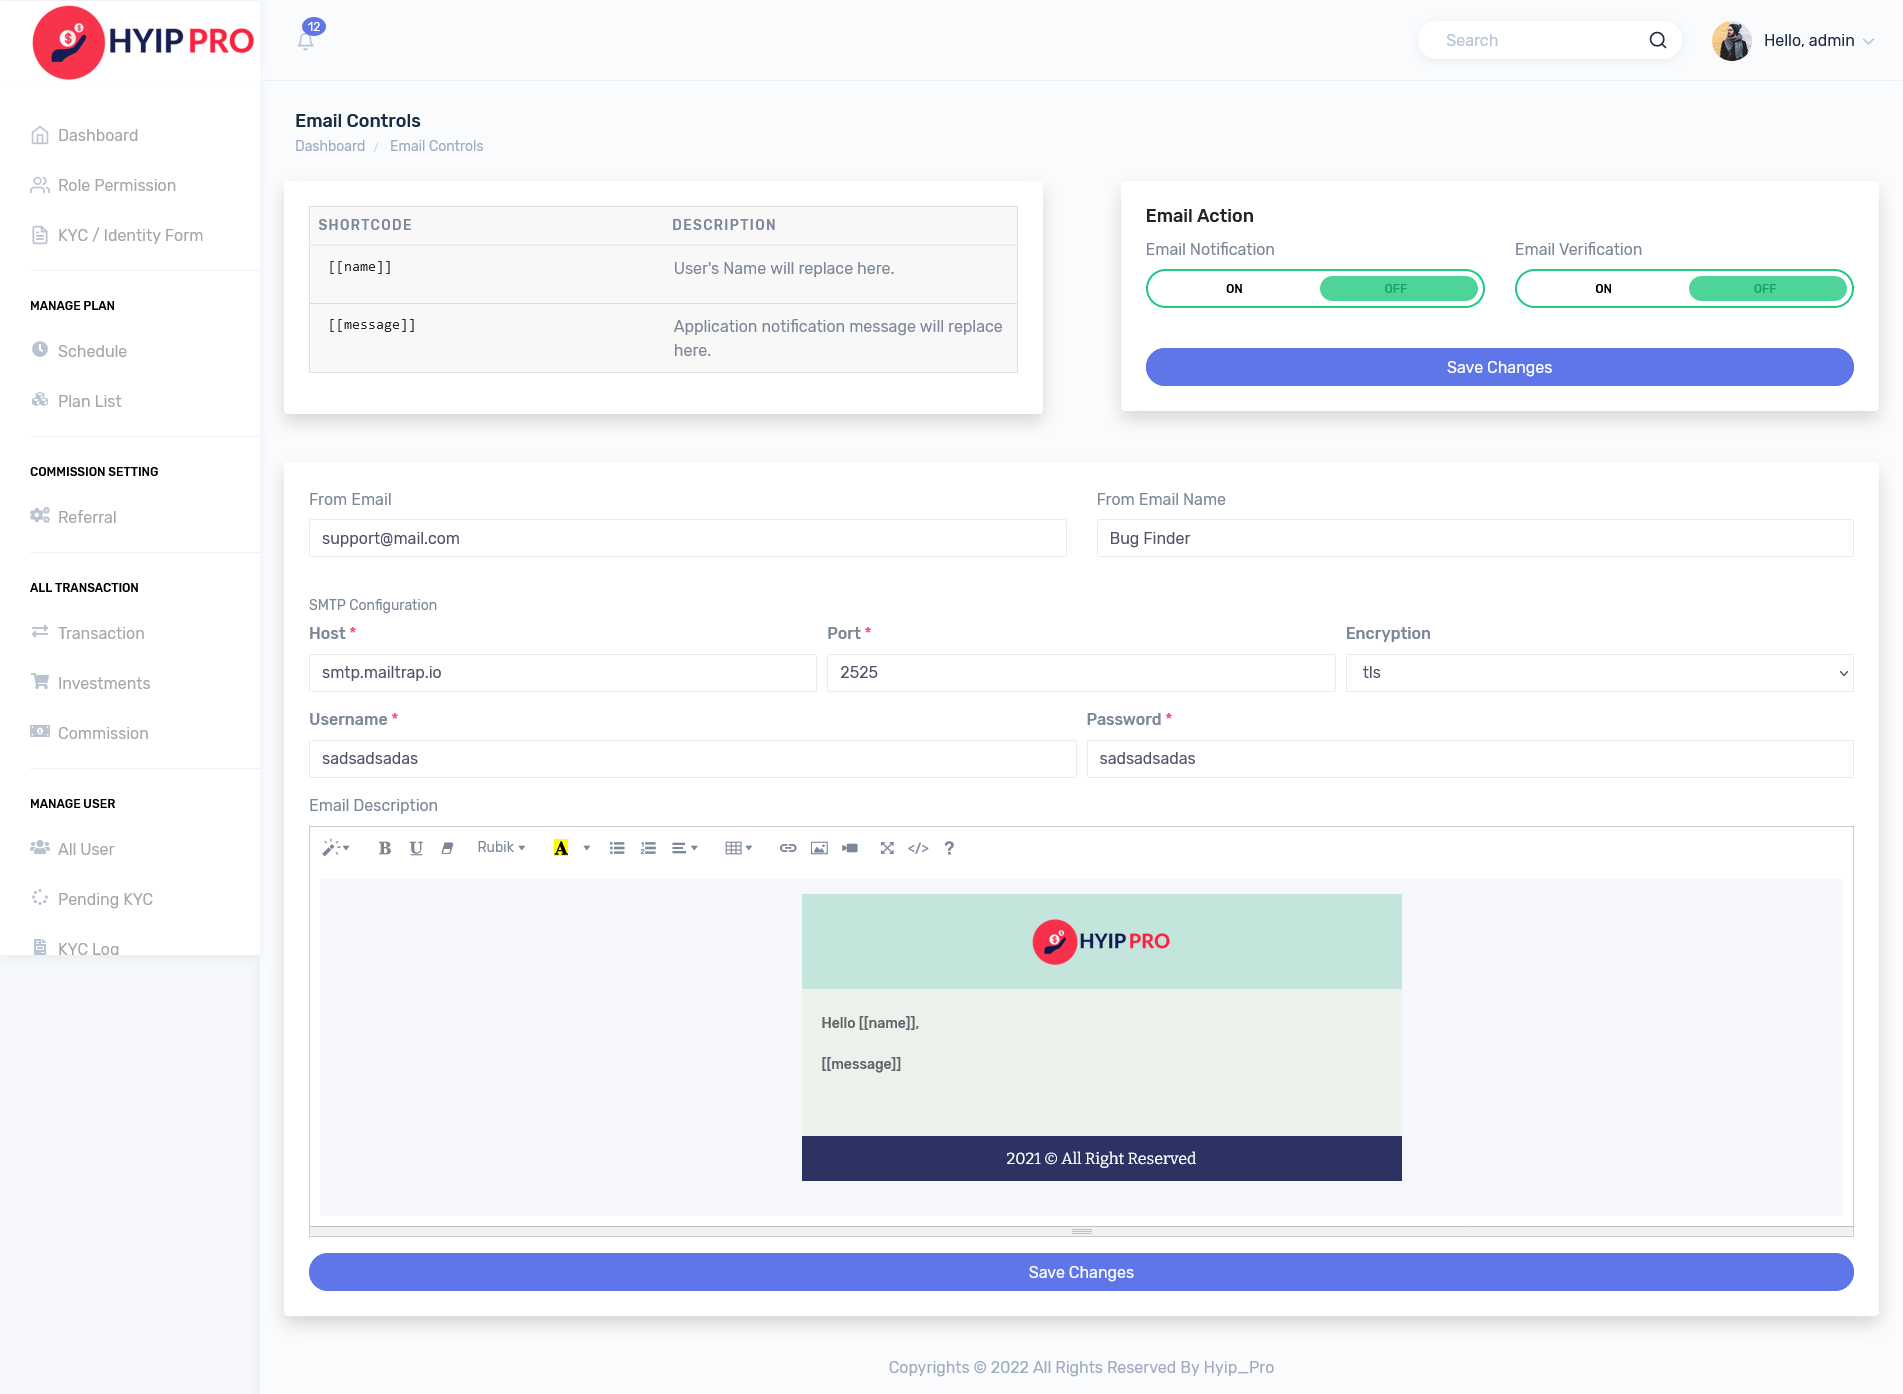 HYIP PRO
12
Search
Hello, admin
Dashboard
Role Permission
KYC / Identity Form
MANAGE PLAN
Schedule
Plan List
COMMISSION SETTING
Referral
ALL TRANSACTION
Transaction
Investments
Commission
MANAGE USER
All User
Pending KYC
KYC Log
Email Controls
Dashboard / Email Controls
SHORTCODE DESCRIPTION
[[name]] User's Name will replace here.
[[message]] Application notification message will replace
here.
Email Action
Email Notification Email Verification
ON OFF ON OFF
Save Changes
From Email From Email Name
support@mail.com Bug Finder
SMTP Configuration
Host * Port * Encryption
smtp.mailtrap.io 2525 tls
Username * Password *
sadsadsadas sadsadsadas
Email Description
B U Rubik A </> ?
HYIP PRO
Hello [[name]],
[[message]]
2021 © All Right Reserved
Save Changes
Copyrights © 2022 All Rights Reserved By Hyip_Pro